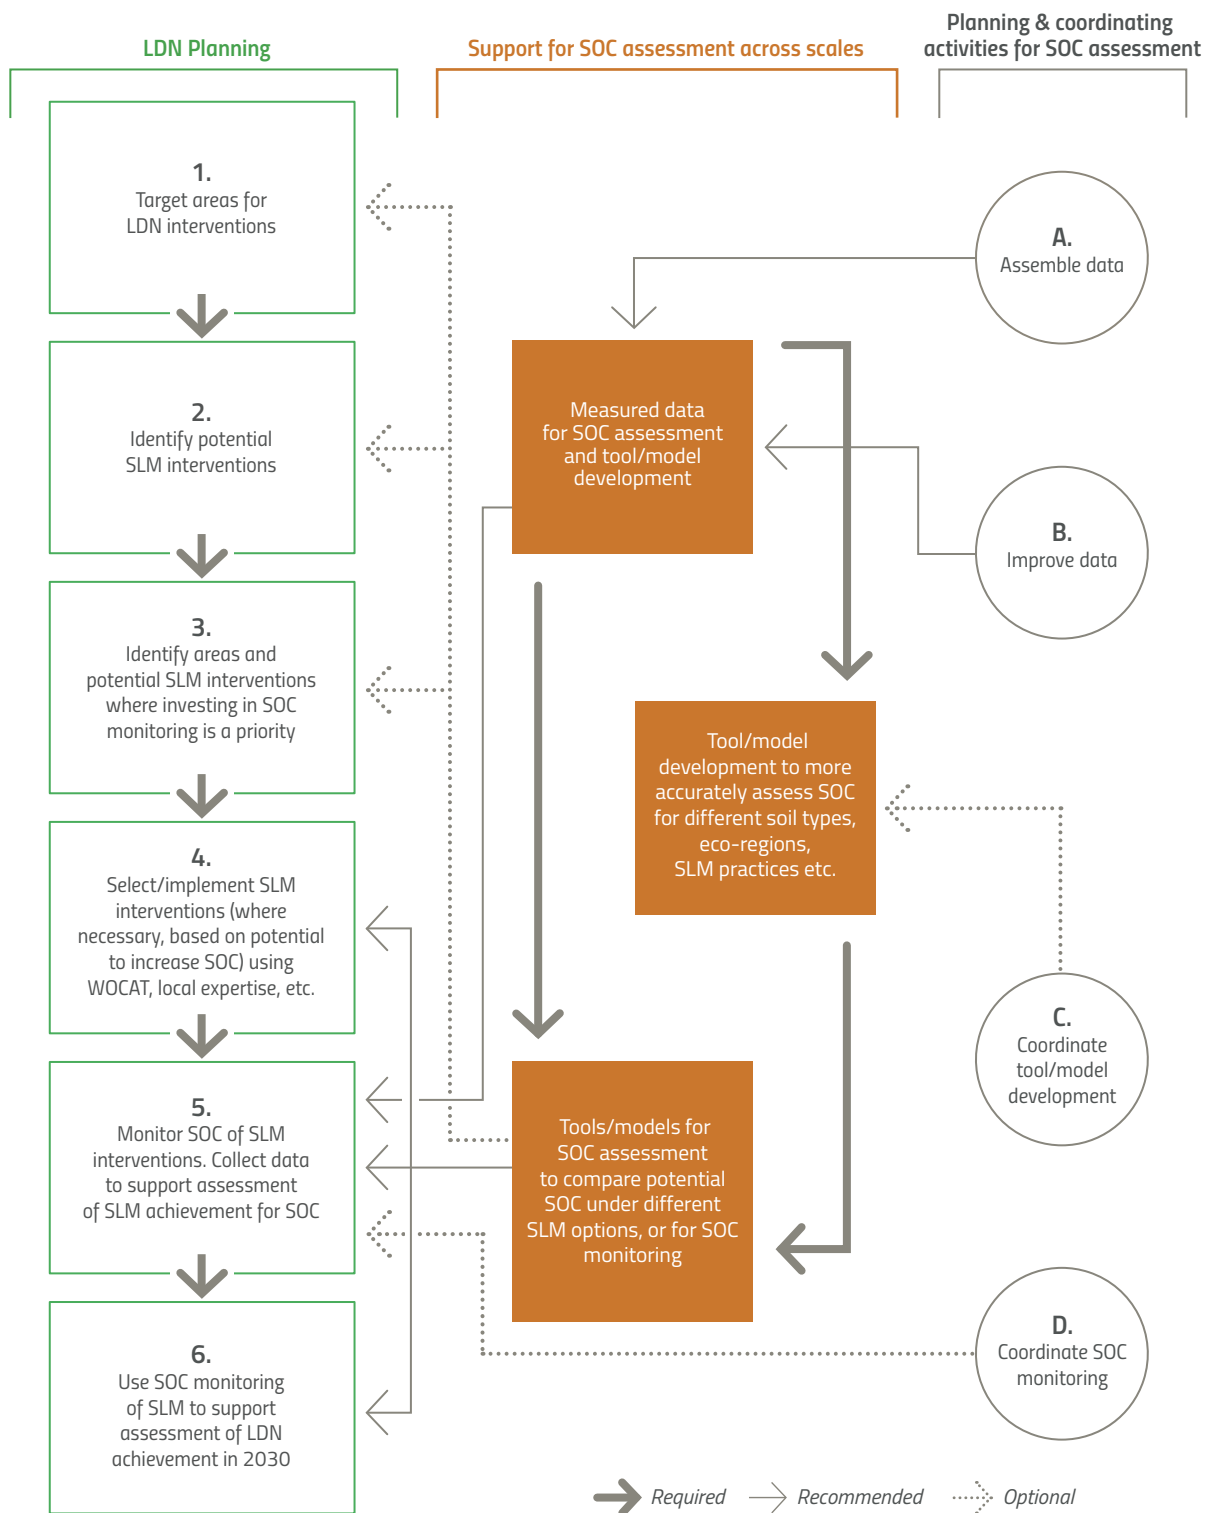 LDN Planning
Support for SOC assessment across scales
Planning & coordinating
activities for SOC assessment
1.
Target areas for
LDN interventions
2.
Identify potential
SLM interventions
3.
Identify areas and
potential SLM interventions
where investing in SOC
monitoring is a priority
4.
Select/implement SLM
interventions (where
necessary, based on potential
to increase SOC) using
WOCAT, local expertise, etc.
5.
Monitor SOC of SLM
interventions. Collect data
to support assessment
of SLM achievement for SOC
6.
Use SOC monitoring
of SLM to support
assessment of LDN
achievement in 2030
Measured data
for SOC assessment
and tool/model
development
Tool/model
development to more
accurately assess SOC
for different soil types,
eco-regions,
SLM practices etc.
Tools/models for
SOC assessment
to compare potential
SOC under different
SLM options, or for SOC
monitoring
A.
Assemble data
B.
Improve data
C.
Coordinate
tool/model
development
D.
Coordinate SOC
monitoring
Required
Recommended
Optional